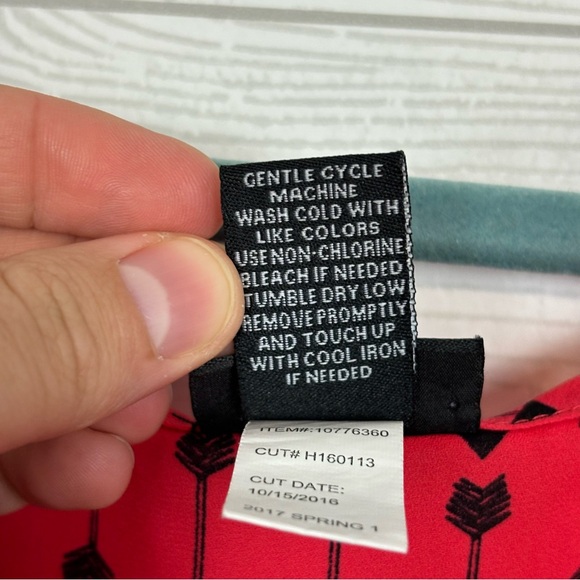 GENTLE CYCLE
MACHINE
WASH COLD WITH
LIKE COLORS
USE NON-CHLORINE
BLEACH IF NEEDED
TUMBLE DRY LOW
REMOVE PROMPTLY
AND TOUCH UP
WITH COOL IRON
IF NEEDED
ITEM#:10776360
CUT# H160113
CUT DATE:
10/15/2016
2017 SPRING 1